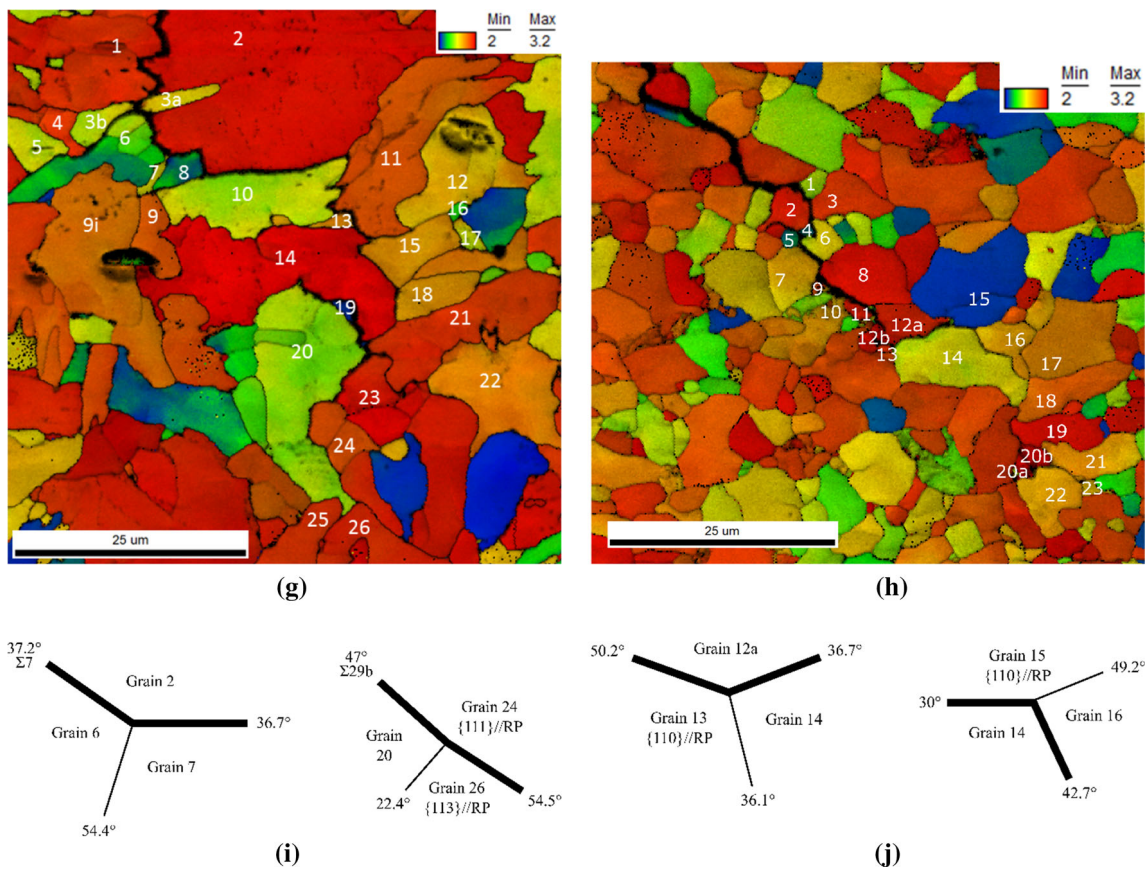 Min Max
2 3.2
1
2
3a
3b
4
5
6
7
8
9
9i
10
11
12
13
14
15
16
17
18
19
20
21
22
23
24
25
26
25 um
(g)
Min Max
2 3.2
1
2
3
4
5
6
7
8
9
10
11
12a
12b
13
14
15
16
17
18
19
20b
20a
21
22
23
25 um
(h)
37.2°
Σ7
Grain 2
36.7°
Grain 6
Grain 7
54.4°
47°
Σ29b
Grain 24
{111}//RP
Grain
20
22.4°
Grain 26
{113}//RP
54.5°
(i)
50.2°
Grain 12a
36.7°
Grain 13
{110}//RP
Grain 14
36.1°
Grain 15
{110}//RP
49.2°
30°
Grain 14
Grain 16
42.7°
(j)